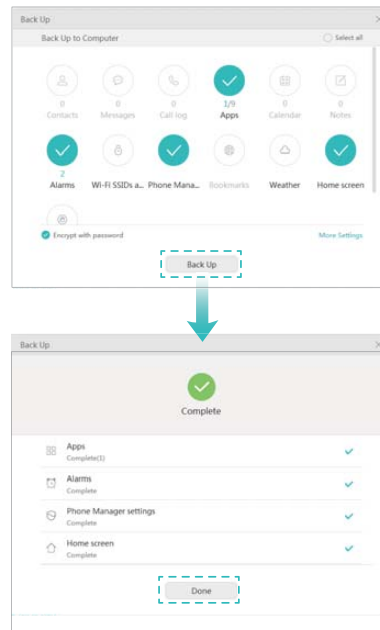 Back Up
Back Up to Computer
Select all
0 0 0 1/9 0 0
Contacts Messages Call log Apps Calendar Notes
2
Alarms Wi-Fi SSIDs a... Phone Mana... Bookmarks Weather Home screen
Encrypt with password
More Settings
Back Up
Back Up
Complete
Apps
Complete(1)
Alarms
Complete
Phone Manager settings
Complete
Home screen
Complete
Done